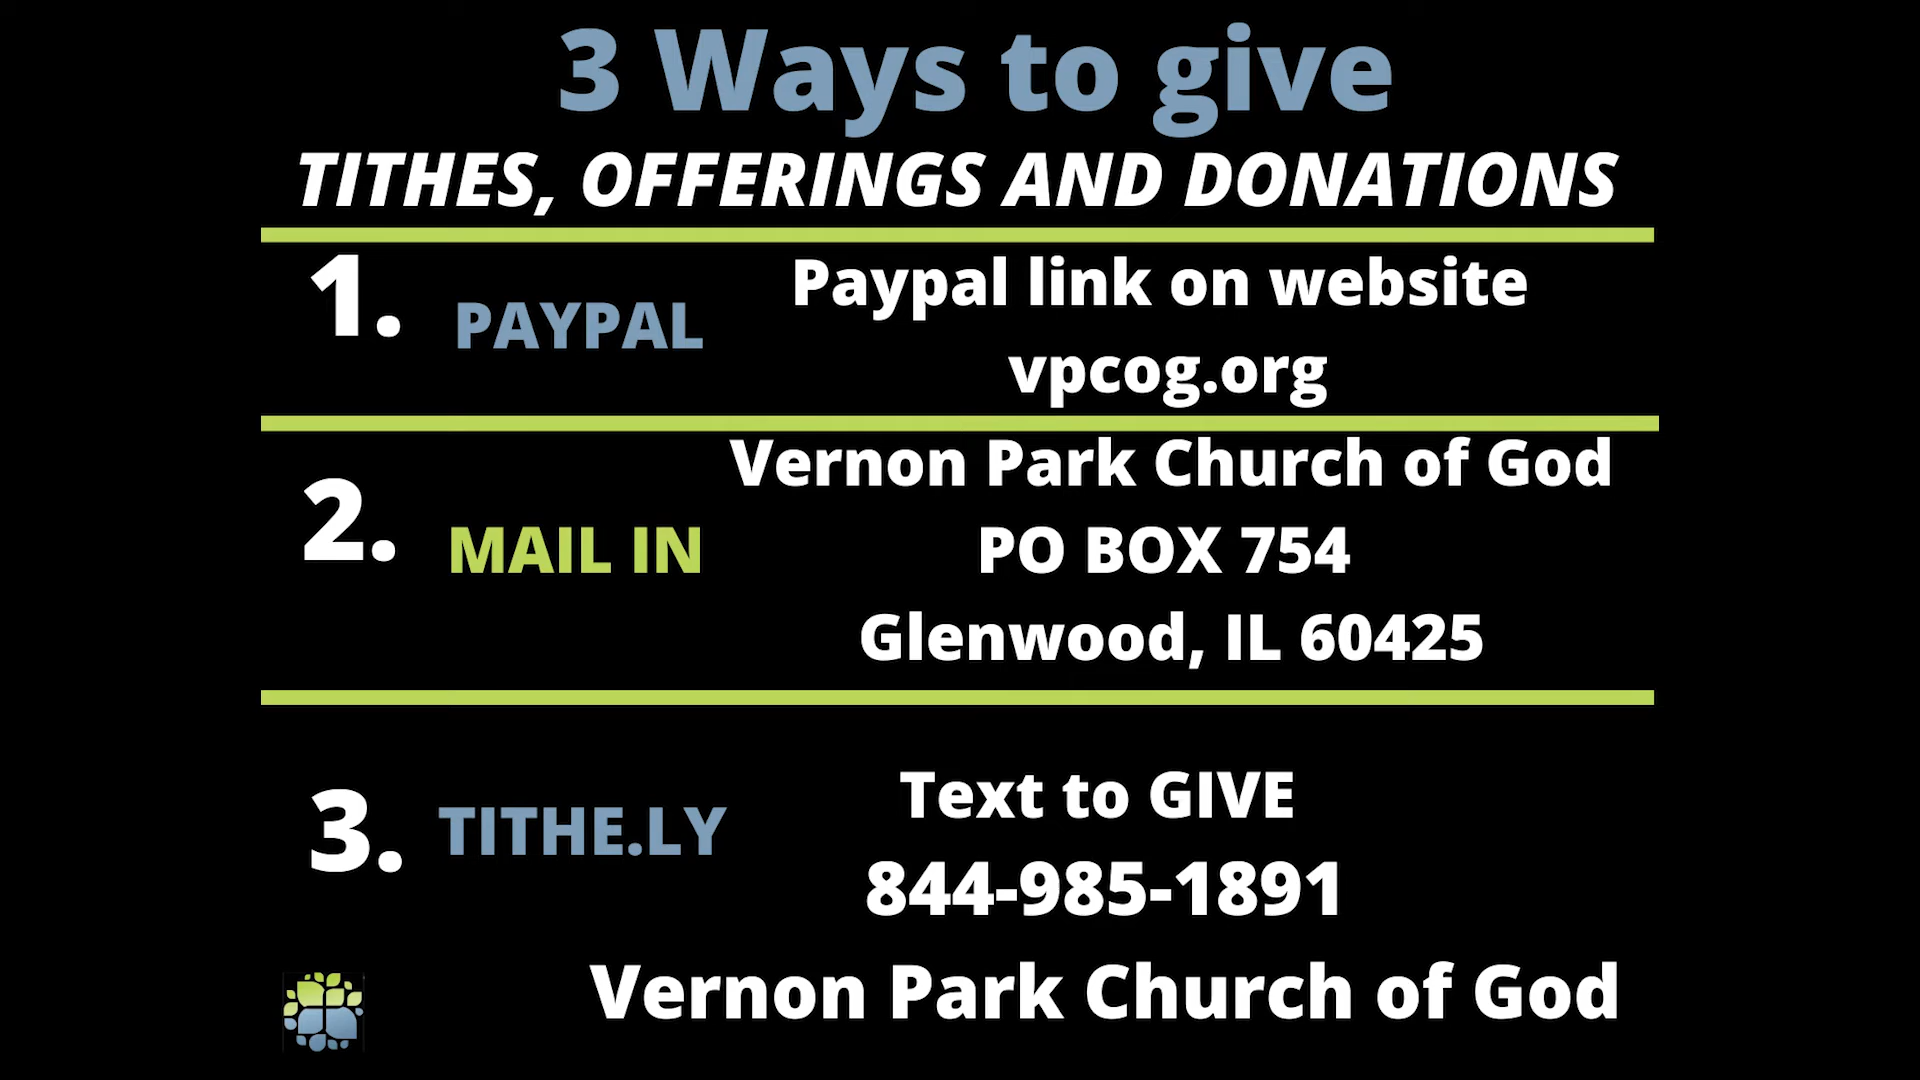 3 Ways to give
TITHES, OFFERINGS AND DONATIONS
1. PAYPAL
Paypal link on website
vpcog.org
2. MAIL IN
Vernon Park Church of God
PO BOX 754
Glenwood, IL 60425
3. TITHE.LY
Text to GIVE
844-985-1891
Vernon Park Church of God